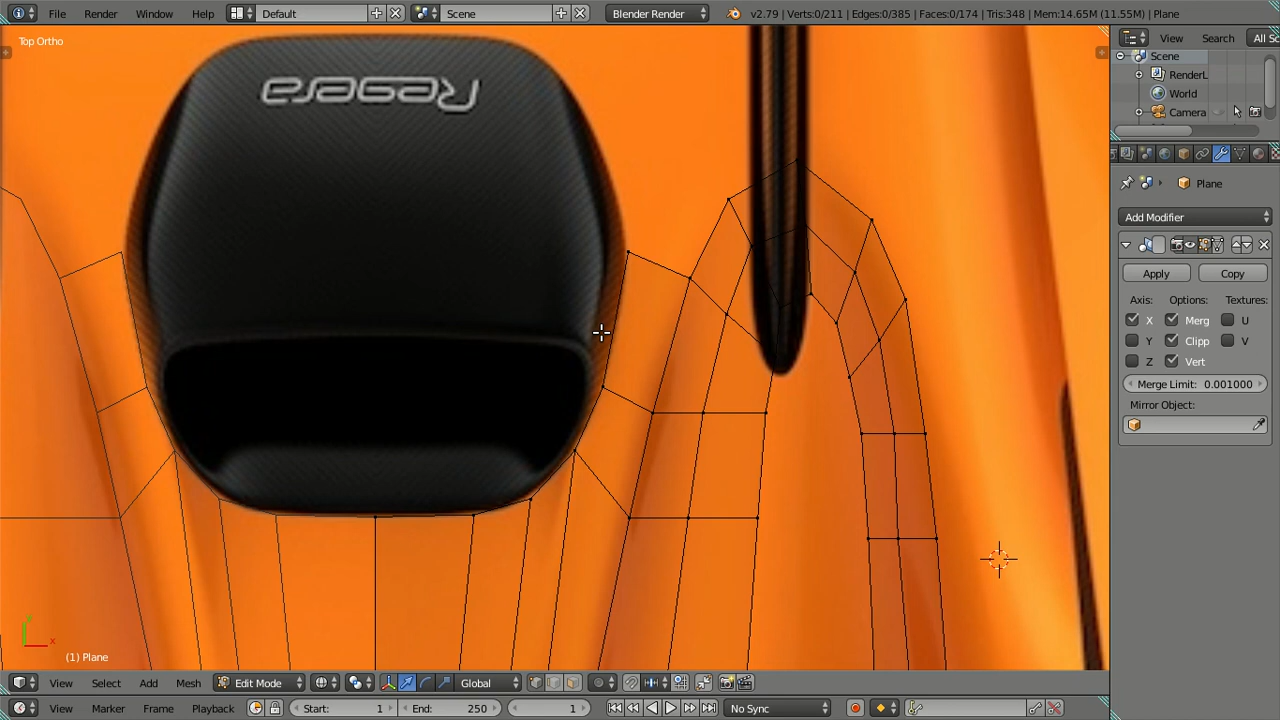 File Render Window Help Default Scene Blender Render v2.79 | Verts:0/211 | Edges:0/385 | Faces:0/174 | Tris:348 | Mem:14.65M (11.55M) | Plane
Top Ortho
View Search All Sc
Scene
RenderL
World
Camera
Regera
Plane
Add Modifier
Apply Copy
Axis: Options: Textures:
X Merg U
Y Clipp V
Z Vert
Merge Limit: 0.001000
Mirror Object:
y
x
(1) Plane
View Select Add Mesh Edit Mode Global
View Marker Frame Playback Start: 1 End: 250 1 No Sync